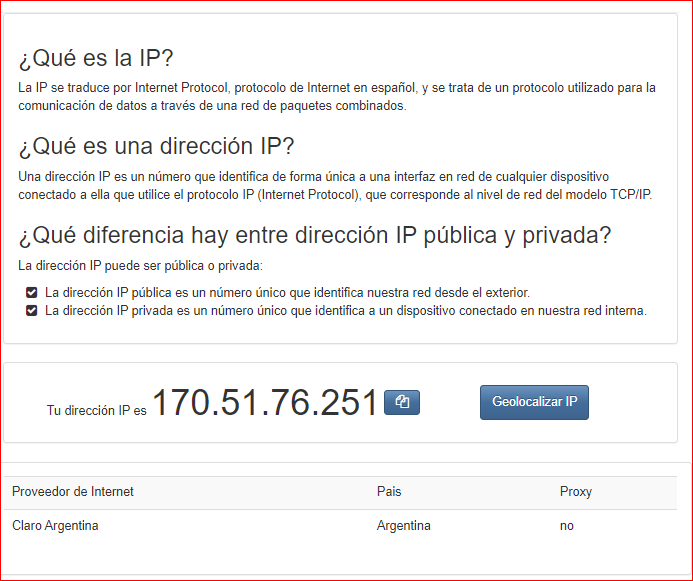 ¿Qué es la IP?
La IP se traduce por Internet Protocol, protocolo de Internet en español, y se trata de un protocolo utilizado para la
comunicación de datos a través de una red de paquetes combinados.
¿Qué es una dirección IP?
Una dirección IP es un número que identifica de forma única a una interfaz en red de cualquier dispositivo
conectado a ella que utilice el protocolo IP (Internet Protocol), que corresponde al nivel de red del modelo TCP/IP.
¿Qué diferencia hay entre dirección IP pública y privada?
La dirección IP puede ser pública o privada:
La dirección IP pública es un número único que identifica nuestra red desde el exterior.
La dirección IP privada es un número único que identifica a un dispositivo conectado en nuestra red interna.
Tu dirección IP es 170.51.76.251 Geolocalizar IP
Proveedor de Internet Pais Proxy
Claro Argentina Argentina no